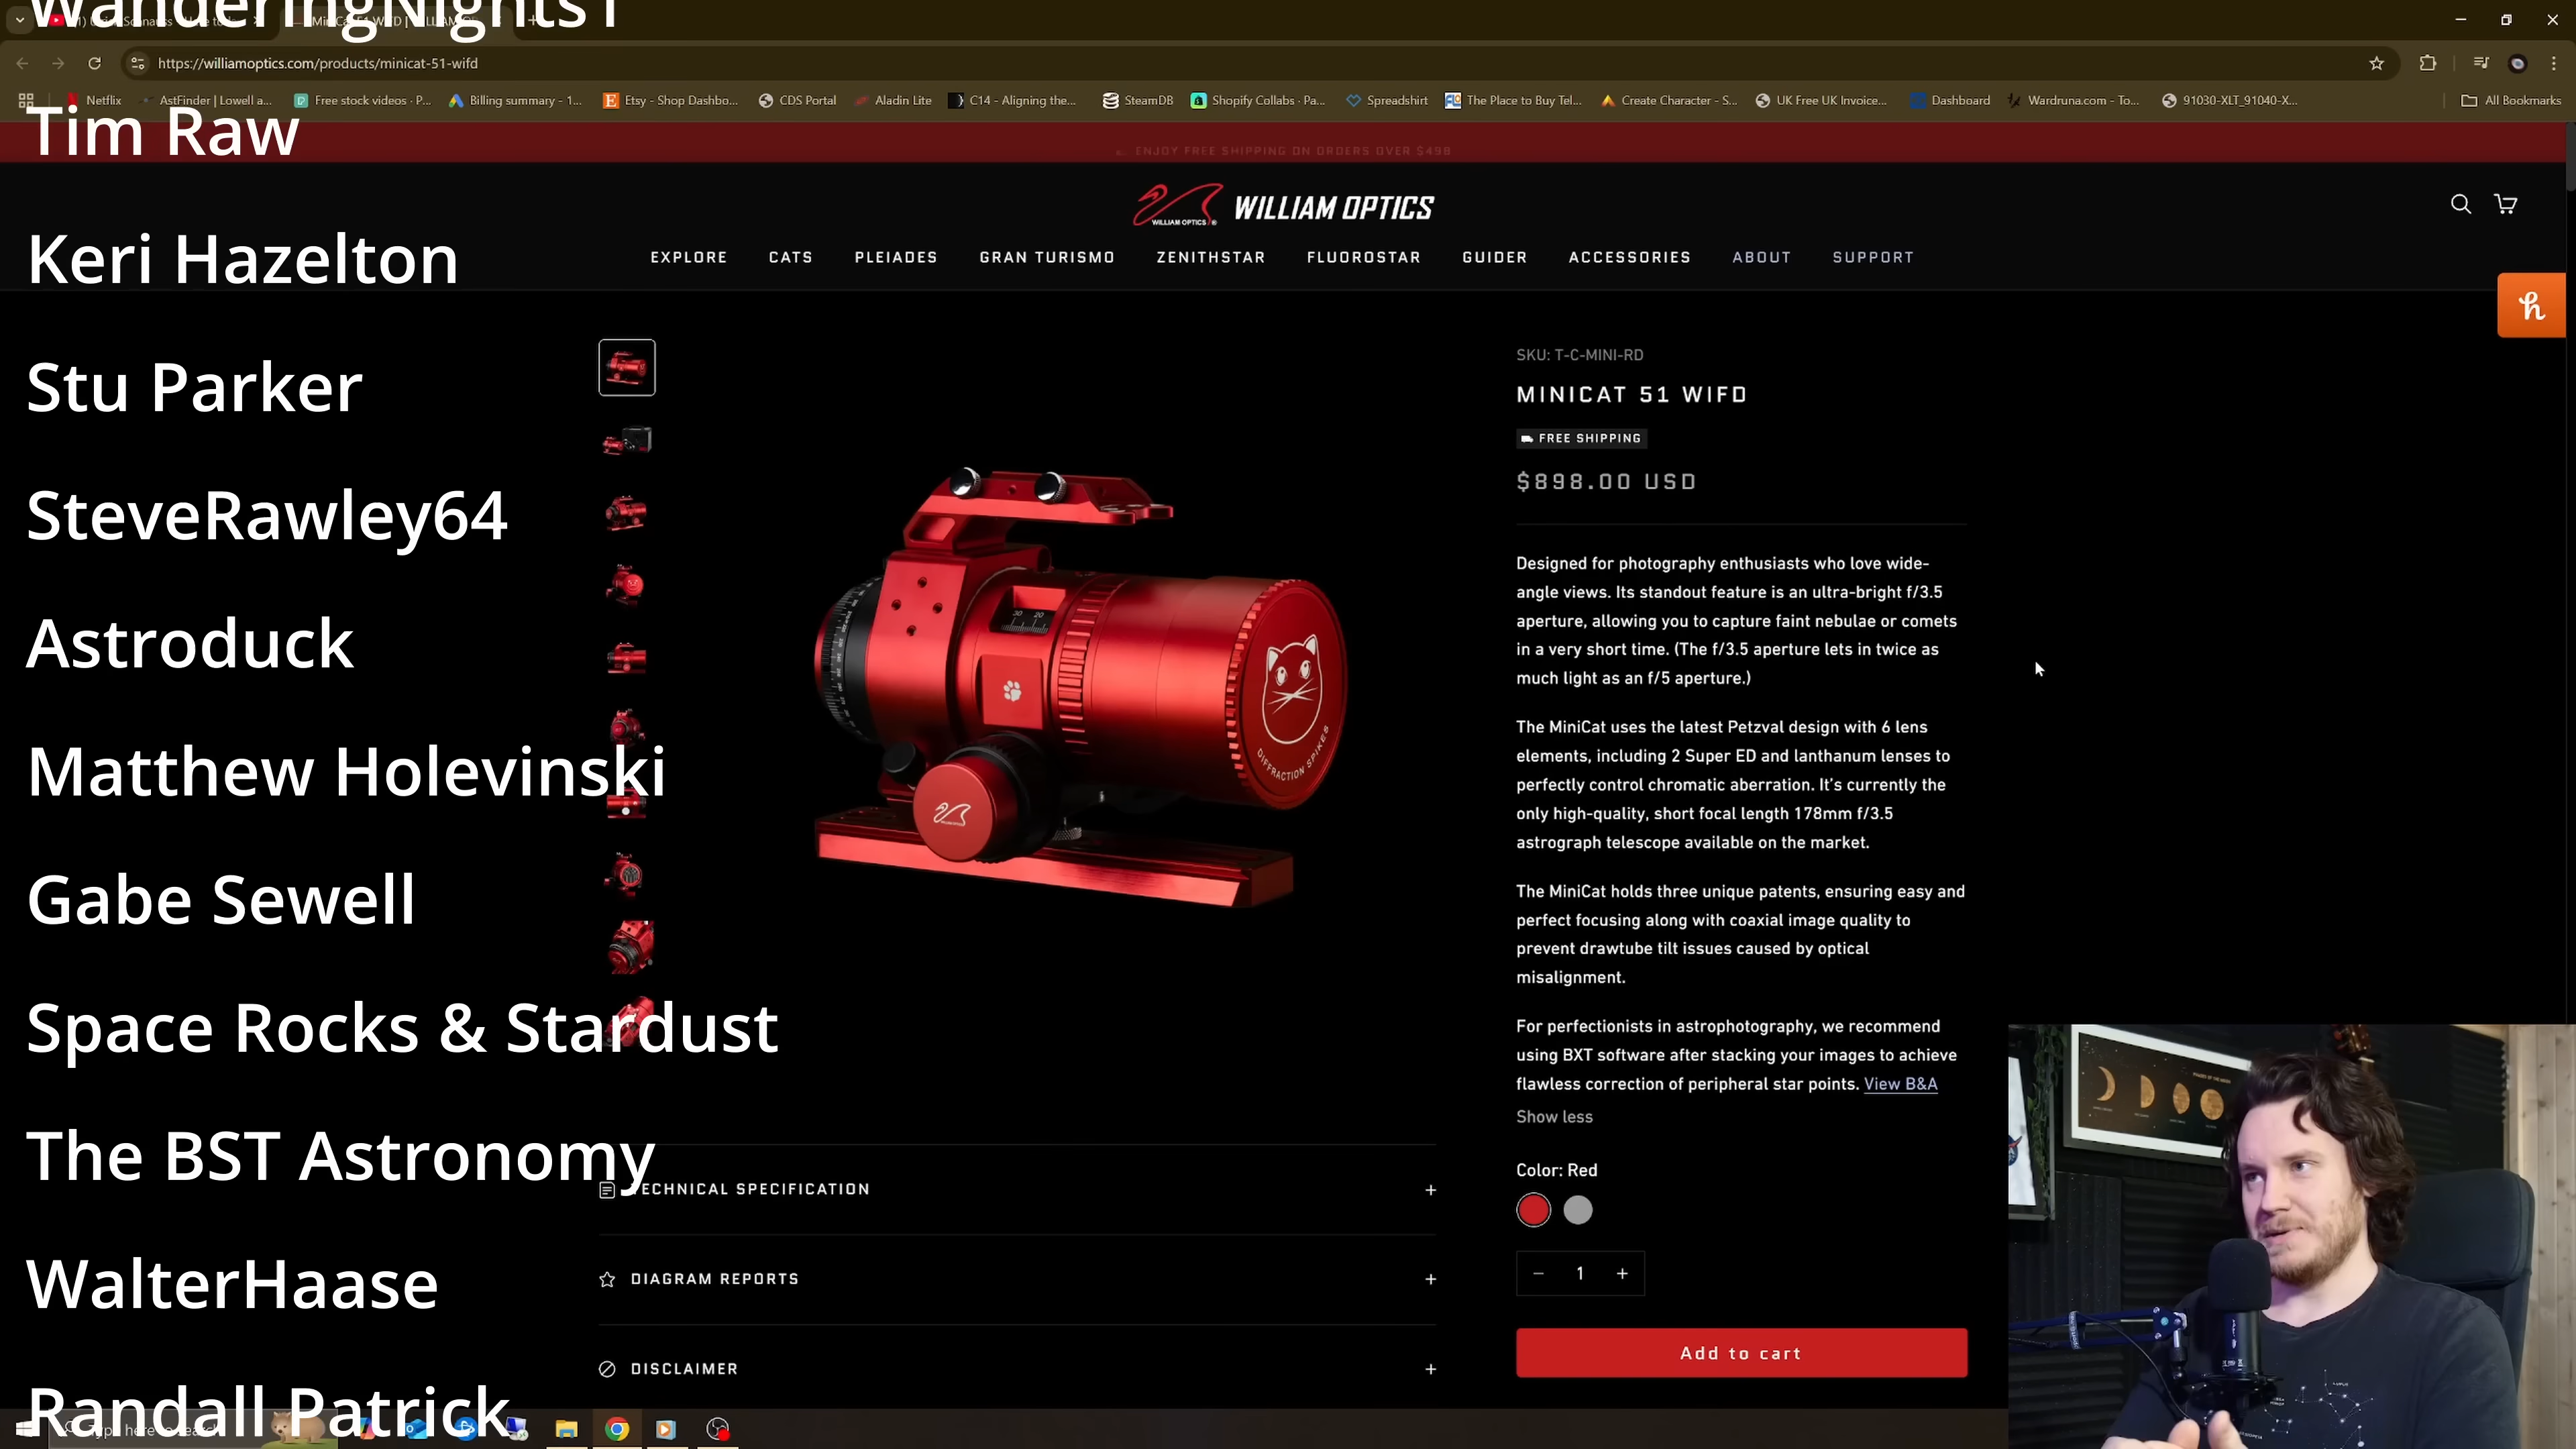 WanderingNights1
https://williamoptics.com/products/minicat-51-wifd
Netflix
AstFinder | Lowell a...
Free stock videos · P...
Billing summary - 1...
Etsy - Shop Dashbo...
CDS Portal
Aladin Lite
C14 - Aligning the...
SteamDB
Shopify Collabs · Pa...
Spreadshirt
The Place to Buy Tel...
Create Character - S...
UK Free UK Invoice...
Dashboard
Wardruna.com - To...
91030-XLT_91040-X...
All Bookmarks
Tim Raw
ENJOY FREE SHIPPING ON ORDERS OVER $498
WILLIAM OPTICS
WILLIAM OPTICS
EXPLORE
CATS
PLEIADES
GRAN TURISMO
ZENITHSTAR
FLUOROSTAR
GUIDER
ACCESSORIES
ABOUT
SUPPORT
Keri Hazelton
Stu Parker
SteveRawley64
Astroduck
Matthew Holevinski
Gabe Sewell
Space Rocks & Stardust
The BST Astronomy
WalterHaase
Randall Patrick
30 20
DIFFRACTION SPIKES
SKU: T-C-MINI-RD
MINICAT 51 WIFD
FREE SHIPPING
$898.00 USD
Designed for photography enthusiasts who love wide-
angle views. Its standout feature is an ultra-bright f/3.5
aperture, allowing you to capture faint nebulae or comets
in a very short time. (The f/3.5 aperture lets in twice as
much light as an f/5 aperture.)
The MiniCat uses the latest Petzval design with 6 lens
elements, including 2 Super ED and lanthanum lenses to
perfectly control chromatic aberration. It's currently the
only high-quality, short focal length 178mm f/3.5
astrograph telescope available on the market.
The MiniCat holds three unique patents, ensuring easy and
perfect focusing along with coaxial image quality to
prevent drawtube tilt issues caused by optical
misalignment.
For perfectionists in astrophotography, we recommend
using BXT software after stacking your images to achieve
flawless correction of peripheral star points. View B&A
Show less
Color: Red
− 1 +
Add to cart
TECHNICAL SPECIFICATION +
DIAGRAM REPORTS +
DISCLAIMER +